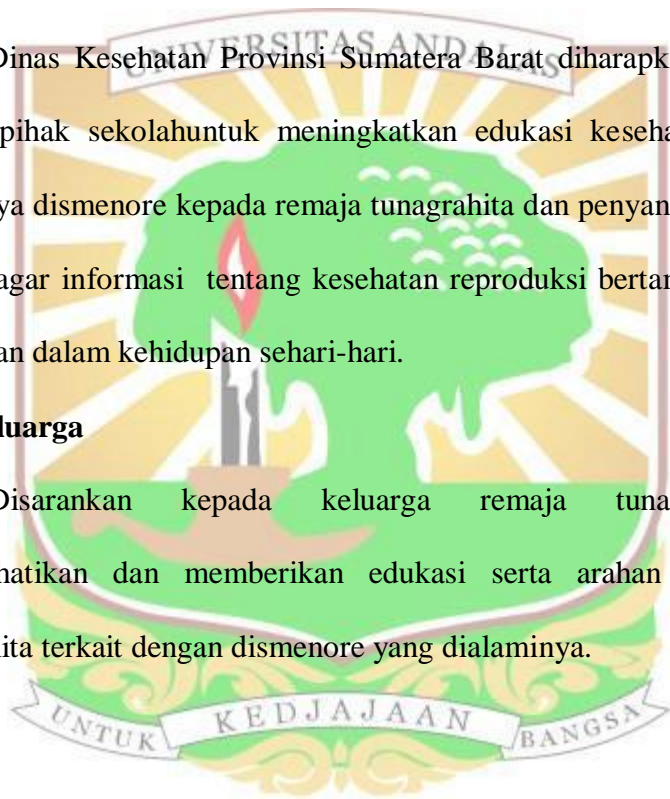 UNIVERSITAS ANDALAS
Dinas Kesehatan Provinsi Sumatera Barat diharapk
pihak sekolahuntuk meningkatkan edukasi keseha
ya dismenore kepada remaja tunagrahita dan penyan
agar informasi tentang kesehatan reproduksi bertar
an dalam kehidupan sehari-hari.
luarga
Disarankan kepada keluarga remaja tuna
natikan dan memberikan edukasi serta arahan
ita terkait dengan dismenore yang dialaminya.
UNTUK KEDJAJAAN BANGSA